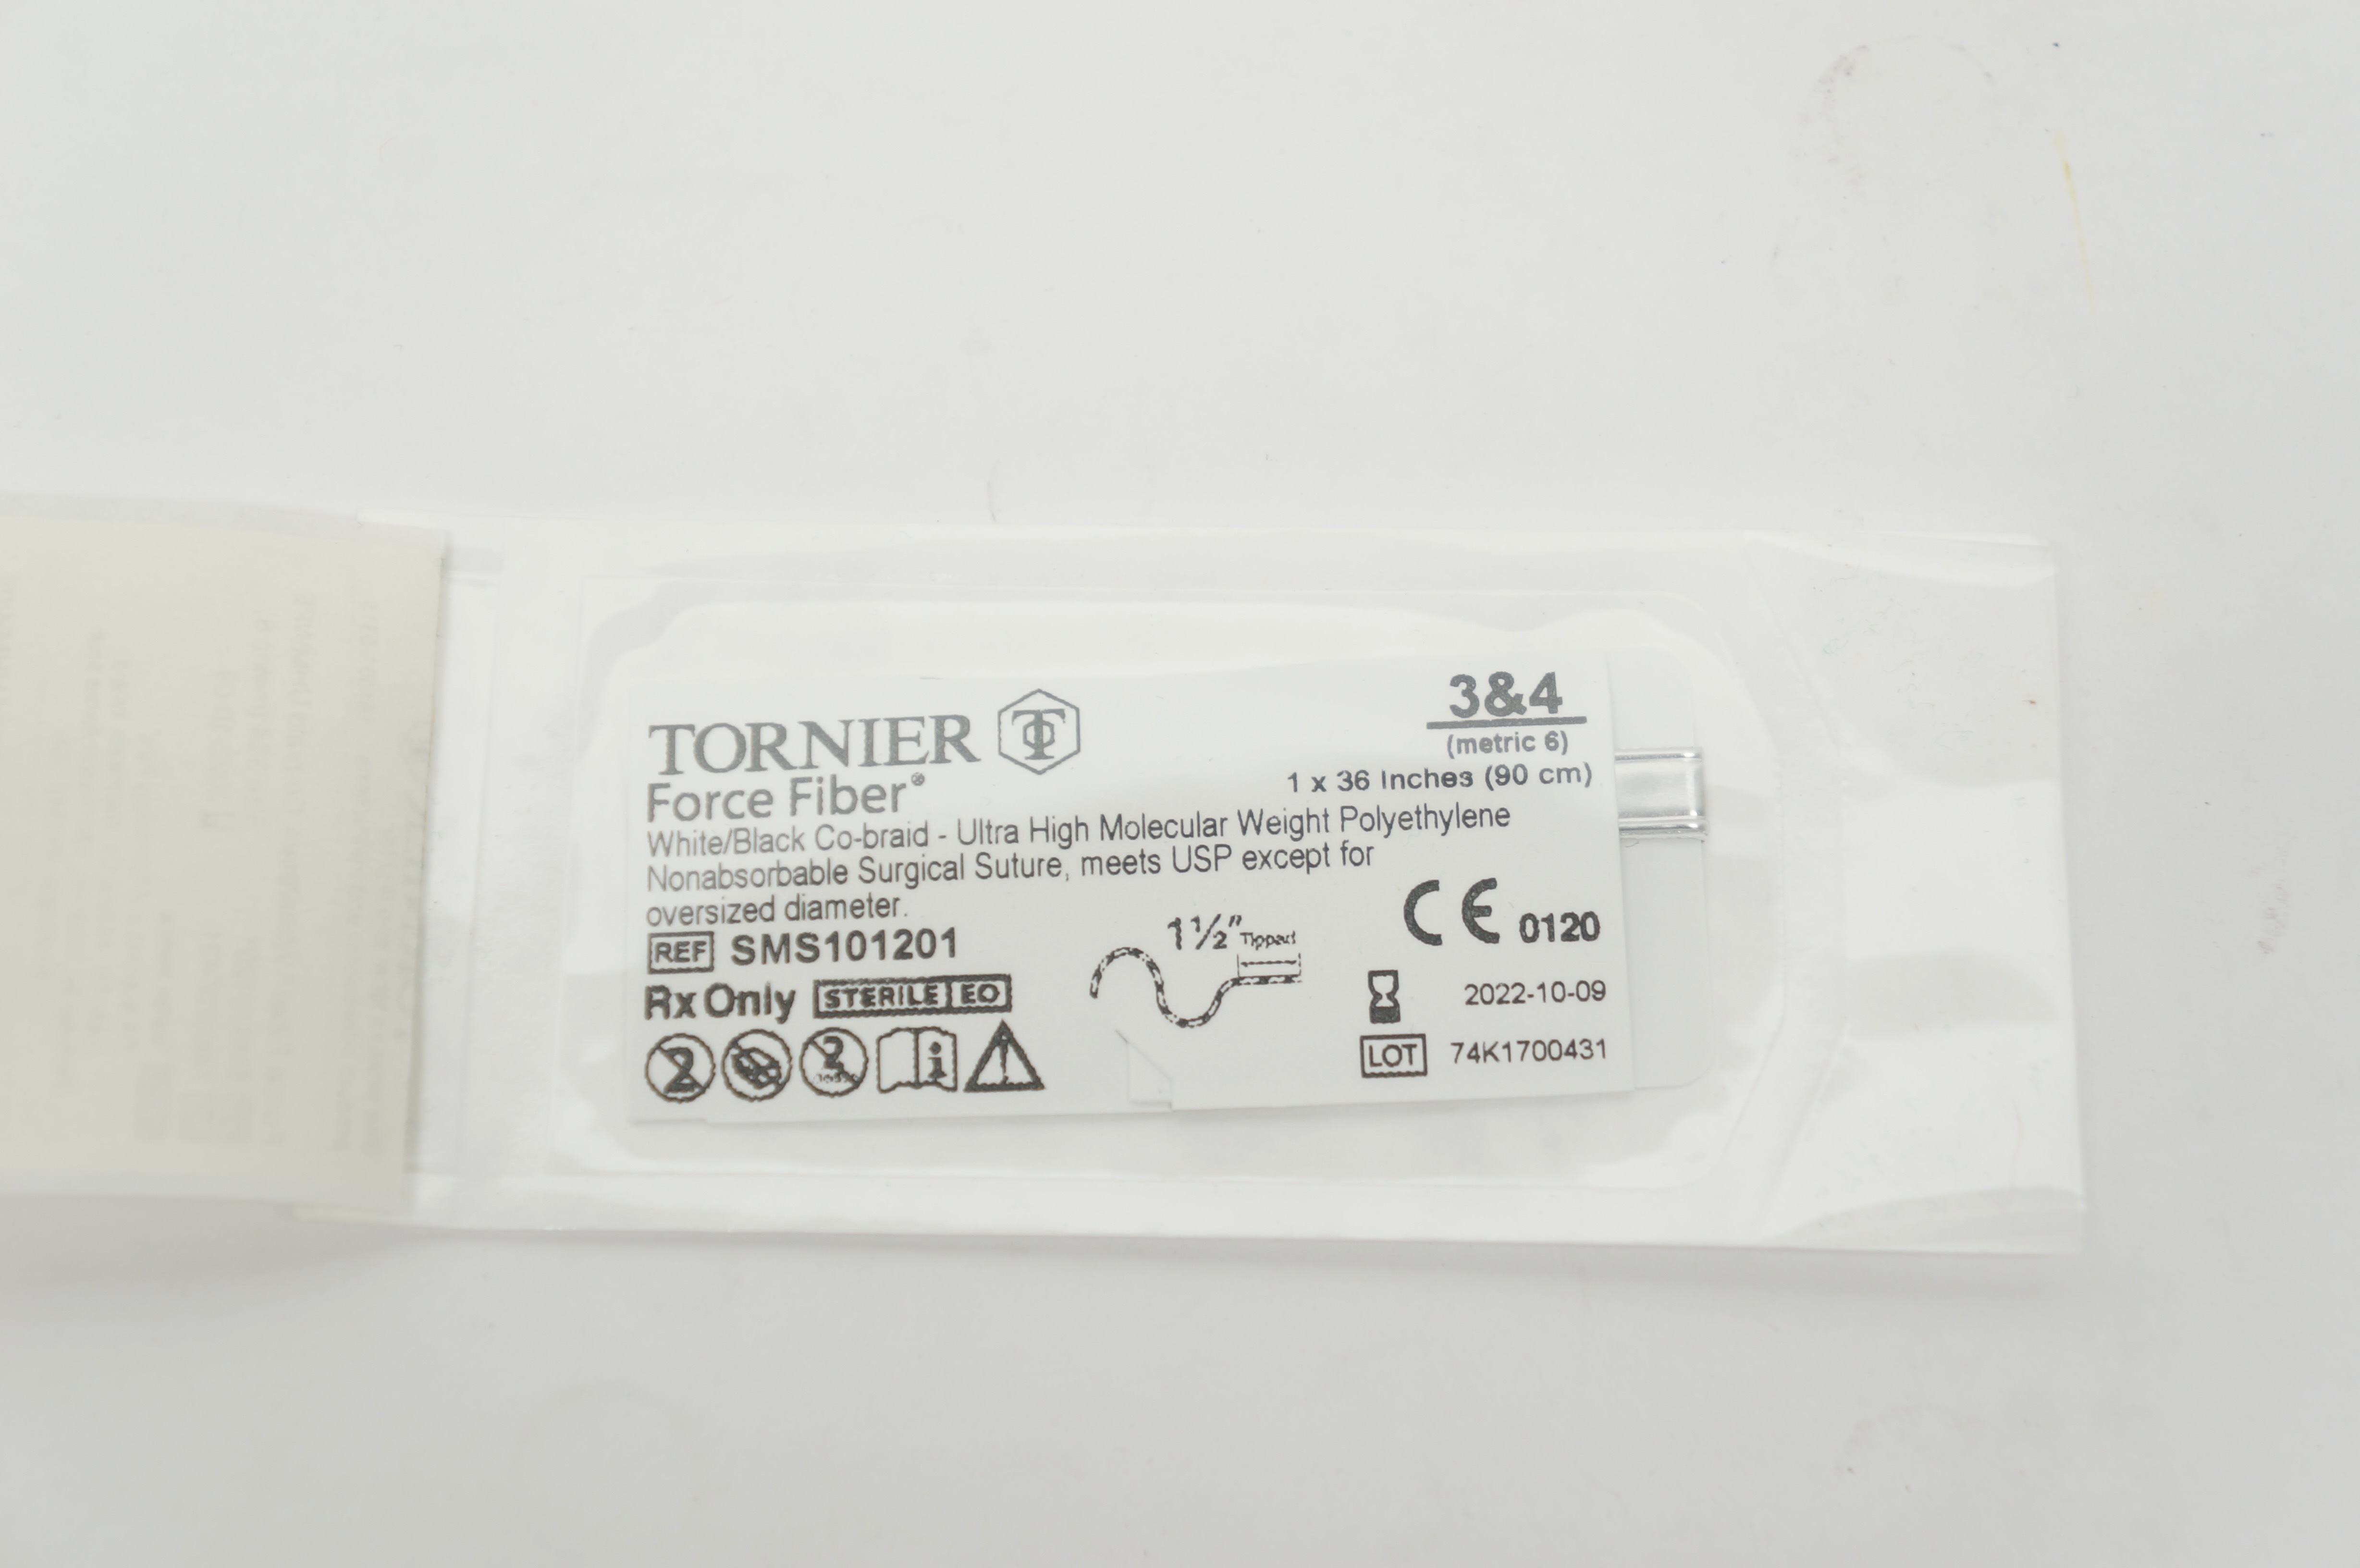 TORNIER
3&4
(metric 6)
Force Fiber®
1 x 36 Inches (90 cm)
White/Black Co-braid - Ultra High Molecular Weight Polyethylene
Nonabsorbable Surgical Suture, meets USP except for
oversized diameter.
REF SMS101201
1½" Tipped
CE 0120
Rx Only STERILE EO
2022-10-09
2 2
LOT 74K1700431